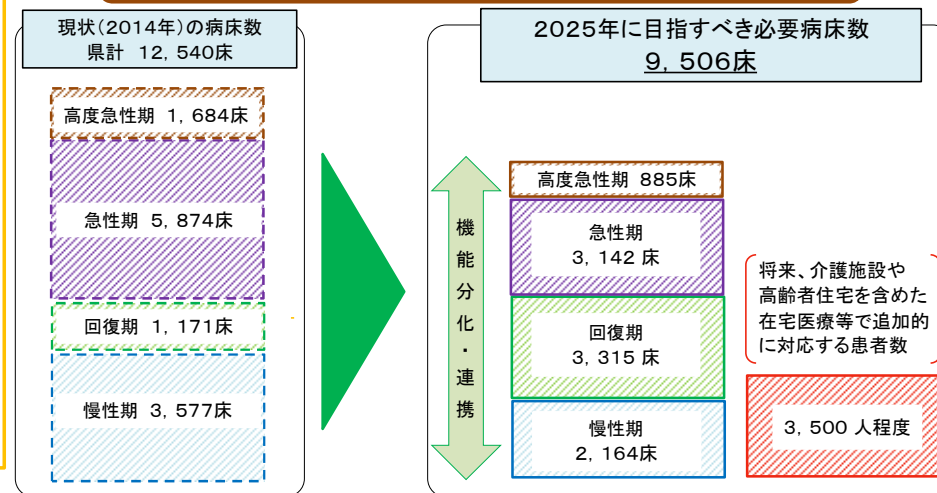 現状(2014年)の病床数
県計 12,540床
高度急性期 1,684床
急性期 5,874床
回復期 1,171床
慢性期 3,577床
2025年に目指すべき必要病床数
9,506床
機能分化・連携
高度急性期 885床
急性期
3,142 床
回復期
3,315 床
慢性期
2,164床
将来、介護施設や
高齢者住宅を含めた
在宅医療等で追加的
に対応する患者数
3,500 人程度